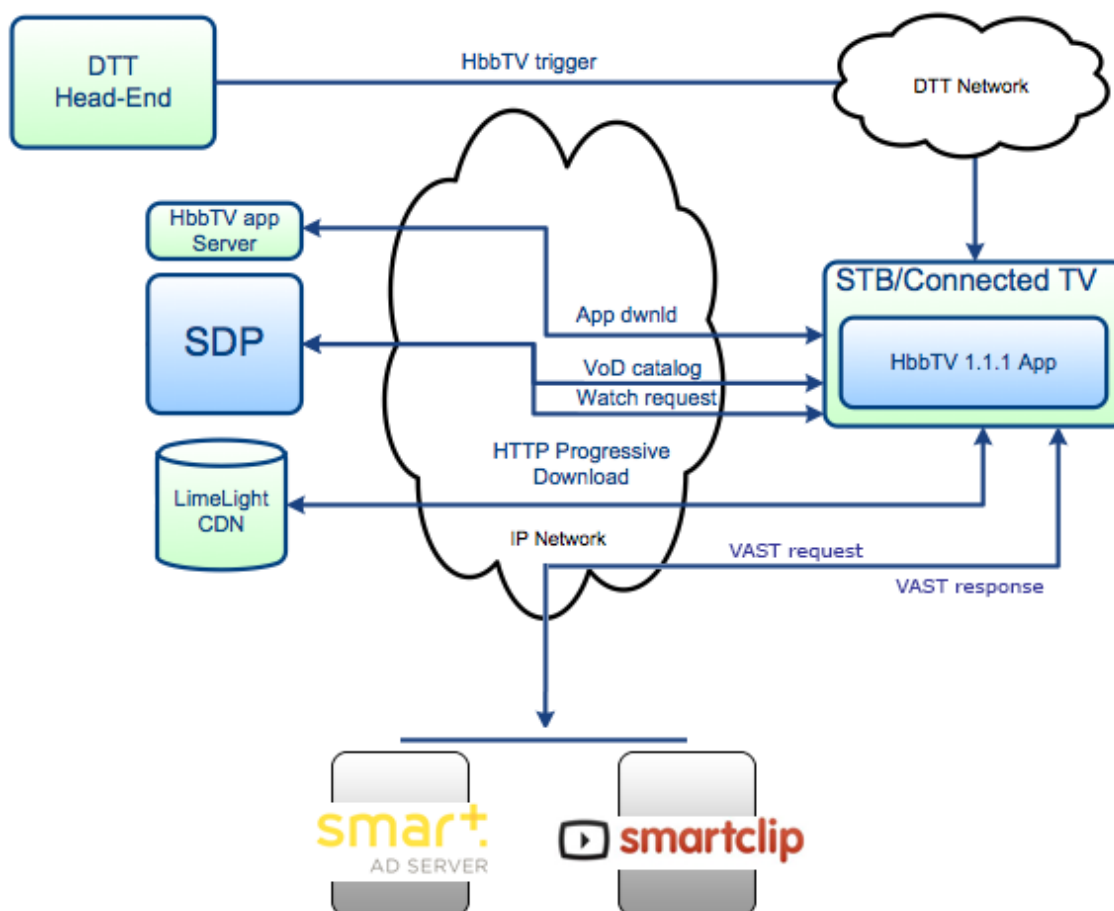 DTT
Head-End
HbbTV trigger
DTT Network
HbbTV app
Server
STB/Connected TV
SDP
App dwnld
HbbTV 1.1.1 App
VoD catalog
Watch request
HTTP Progressive
Download
LimeLight
CDN
IP Network
VAST request
VAST response
smart
AD SERVER
smartclip